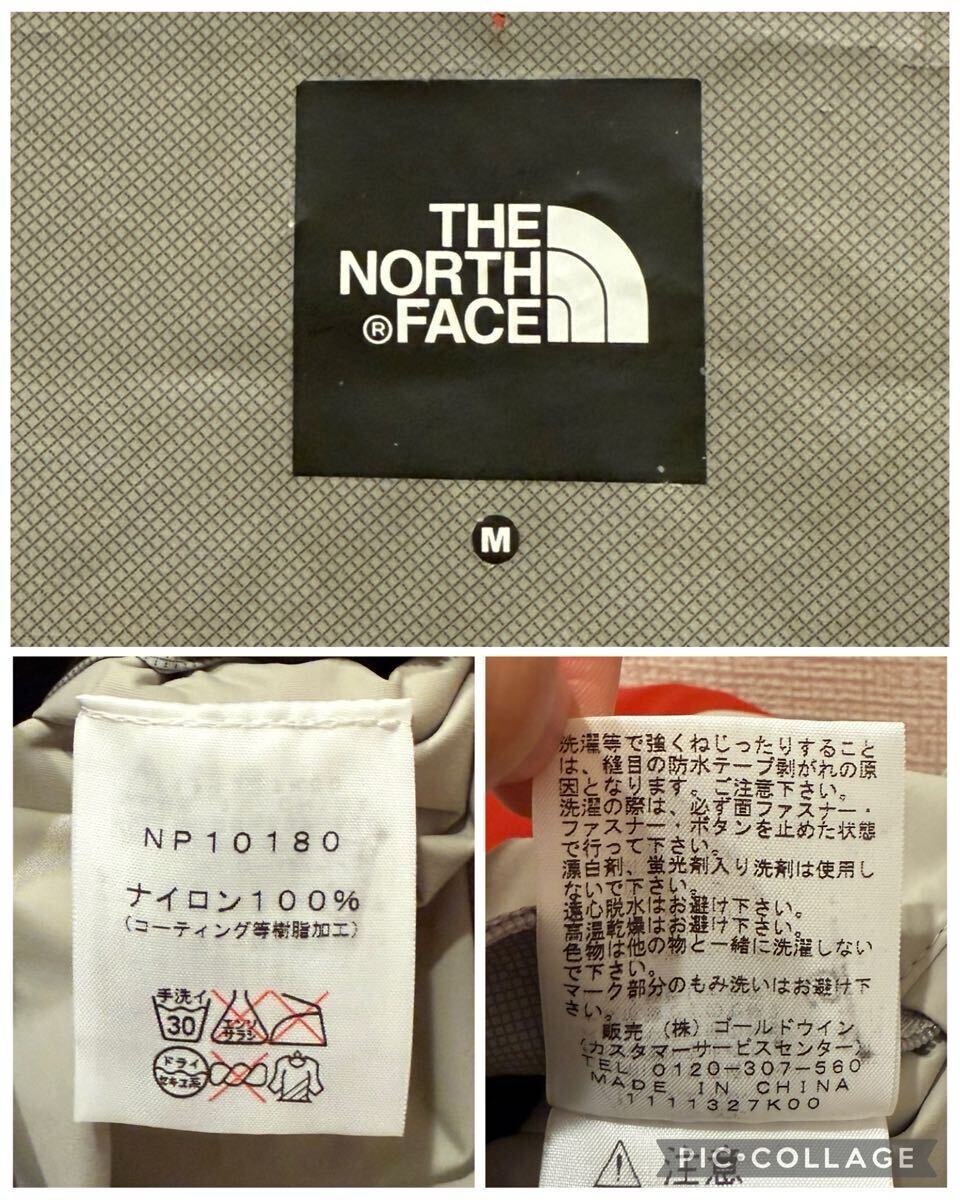 THE
NORTH
®FACE
M
NP10180
ナイロン100%
(コーティング等樹脂加工)
手洗イ
30
エンソ
サラシ
ドライ
セキユ系
洗濯等で強くねじったりすること
は、縫目の防水テープ剥がれの原
因となります。ご注意下さい。
洗濯の際は、必ず面ファスナー・
ファスナー・ボタンを止めた状態
で行って下さい。
漂白剤、蛍光剤入り洗剤は使用し
ないで下さい。
遠心脱水はお避け下さい。
高温乾燥はお避け下さい。
色物は他の物と一緒に洗濯しない
で下さい。
マーク部分のもみ洗いはお避け下
さい。
販売 (株)ゴールドウイン
(カスタマーサービスセンター)
TEL 0120-307-560
MADE IN CHINA
1111327K00
注意
PIC•COLLAGE